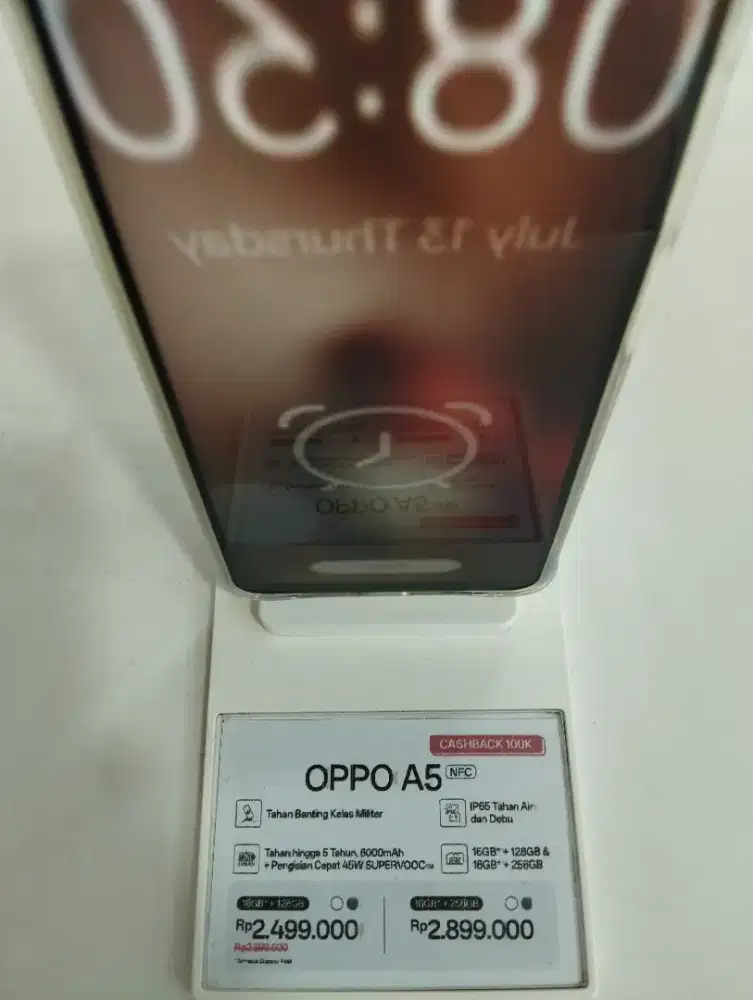 08:30
July 13 Thursday
OPPO A5
CASHBACK 100K
OPPO A5 NFC
Tahan Banting Kelas Militer
IP65 Tahan Air
dan Debu
Tahan hingga 5 Tahun, 6000mAh
+ Pengisian Cepat 45W SUPERVOOC™
16GB* + 128GB &
16GB* + 256GB
16GB* + 128GB
Rp2.499.000
16GB* + 256GB
Rp2.899.000